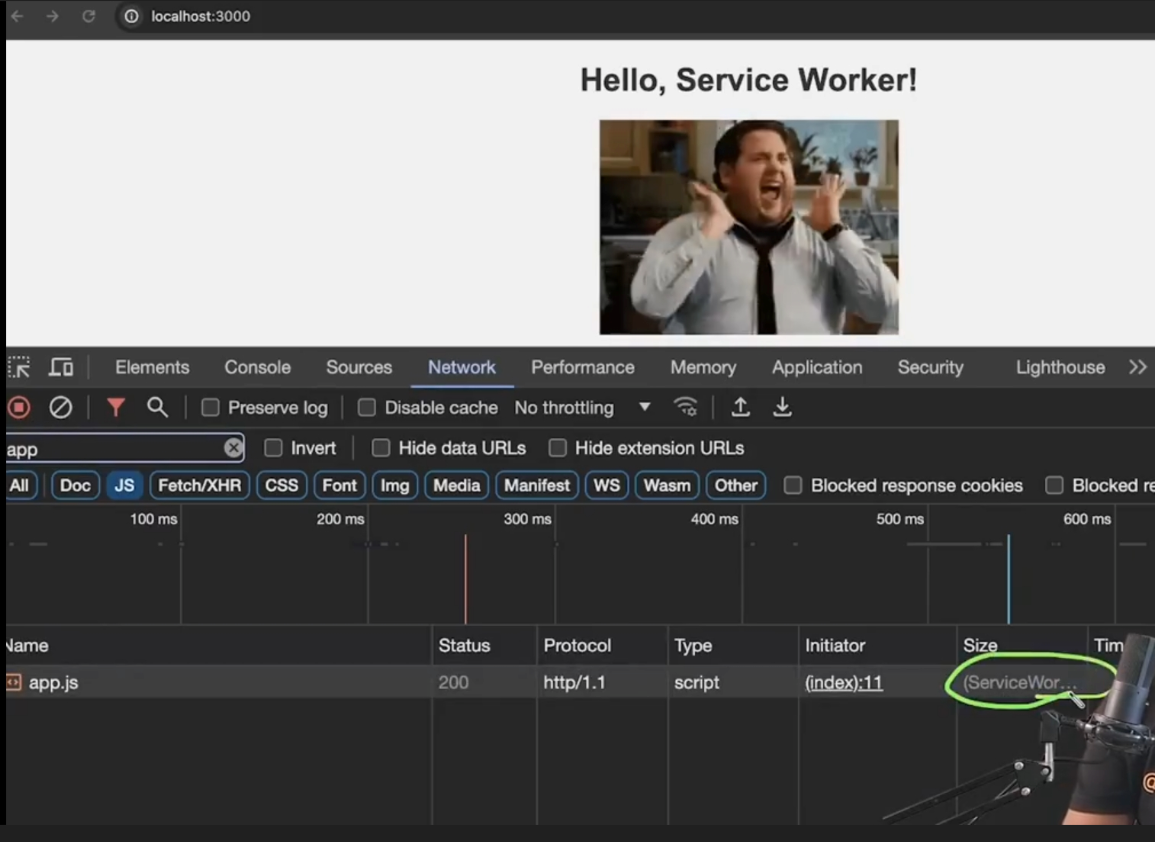 localhost:3000
Hello, Service Worker!
Elements Console Sources Network Performance Memory Application Security Lighthouse
Preserve log Disable cache No throttling
app Invert Hide data URLs Hide extension URLs
All Doc JS Fetch/XHR CSS Font Img Media Manifest WS Wasm Other Blocked response cookies Blocked re
100 ms 200 ms 300 ms 400 ms 500 ms 600 ms
Name Status Protocol Type Initiator Size Tim
app.js 200 http/1.1 script (index):11 (ServiceWor...
@